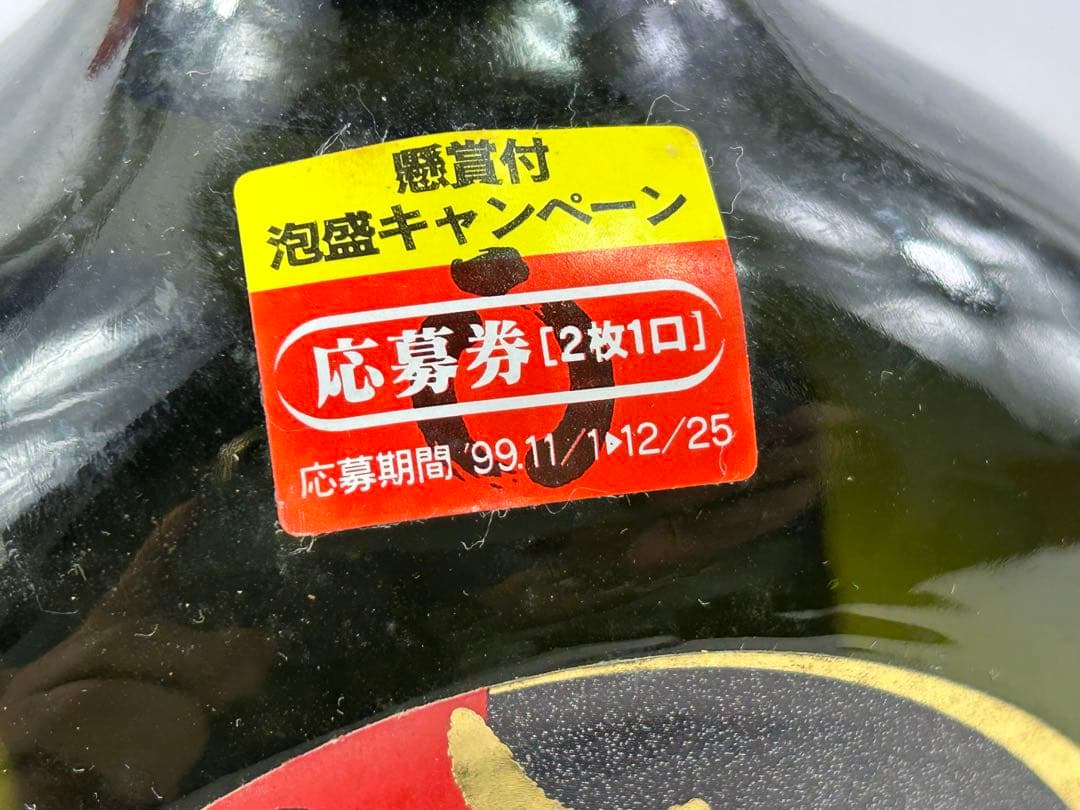 懸賞付
泡盛キャンペーン
応募券[2枚1口]
応募期間 '99.11/1▶12/25